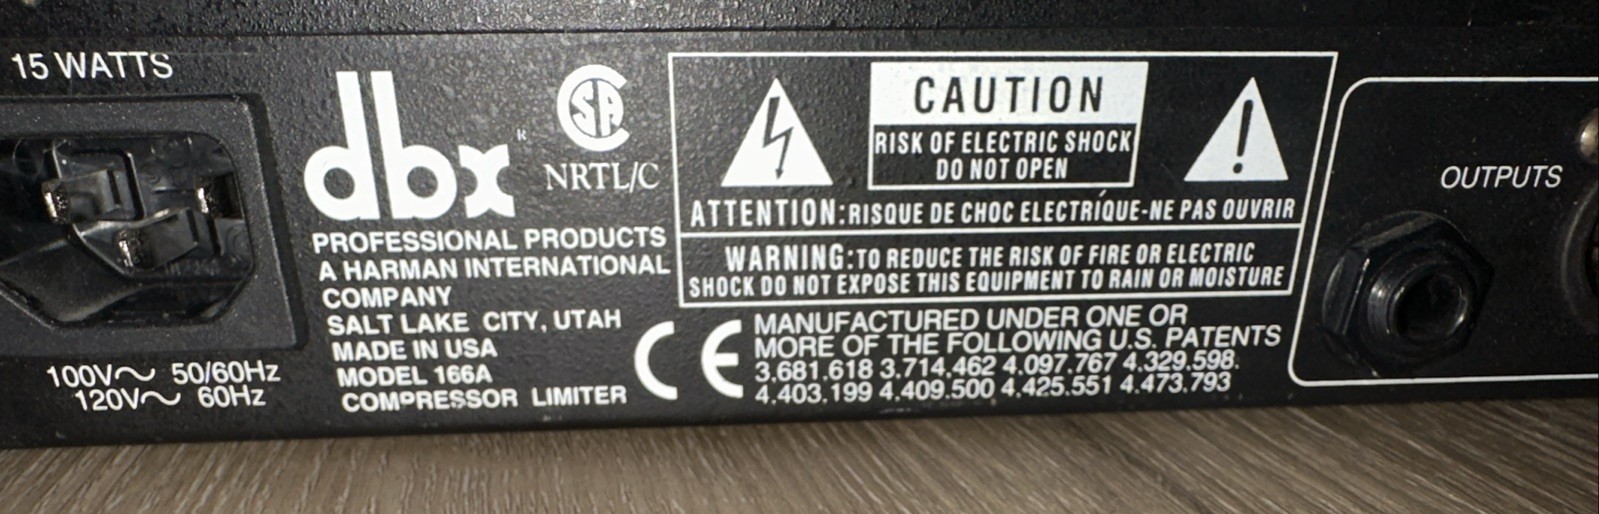 15 WATTS
100V~ 50/60Hz
120V~ 60Hz
dbx®
SA
NRTL/C
PROFESSIONAL PRODUCTS
A HARMAN INTERNATIONAL
COMPANY
SALT LAKE CITY, UTAH
MADE IN USA
MODEL 166A
COMPRESSOR LIMITER
CAUTION
RISK OF ELECTRIC SHOCK
DO NOT OPEN
ATTENTION:RISQUE DE CHOC ELECTRÍQUE-NE PAS OUVRIR
WARNING:TO REDUCE THE RISK OF FIRE OR ELECTRIC
SHOCK DO NOT EXPOSE THIS EQUIPMENT TO RAIN OR MOISTURE
CE
MANUFACTURED UNDER ONE OR
MORE OF THE FOLLOWING U.S. PATENTS
3.681.618 3.714.462 4.097.767 4.329.598.
4.403.199 4.409.500 4.425.551 4.473.793
OUTPUTS